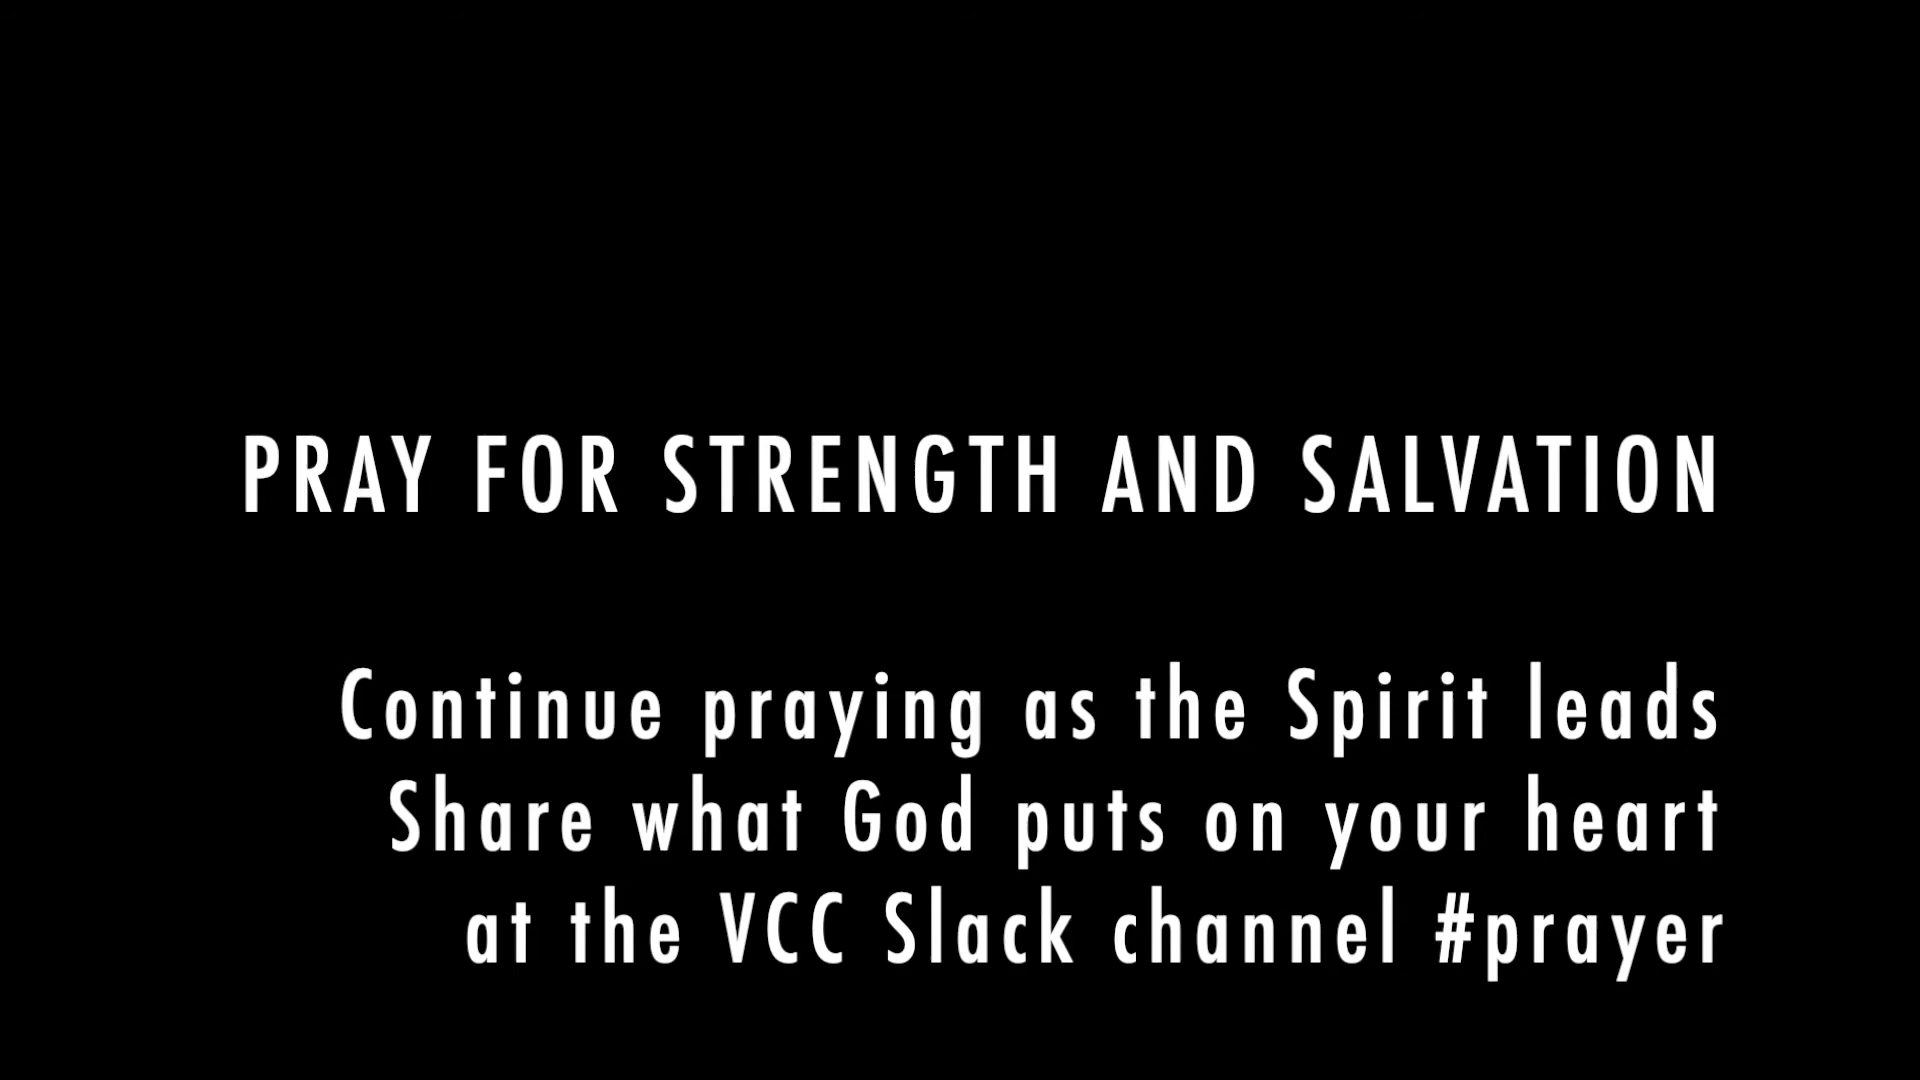 PRAY FOR STRENGTH AND SALVATION
Continue praying as the Spirit leads
Share what God puts on your heart
at the VCC Slack channel #prayer